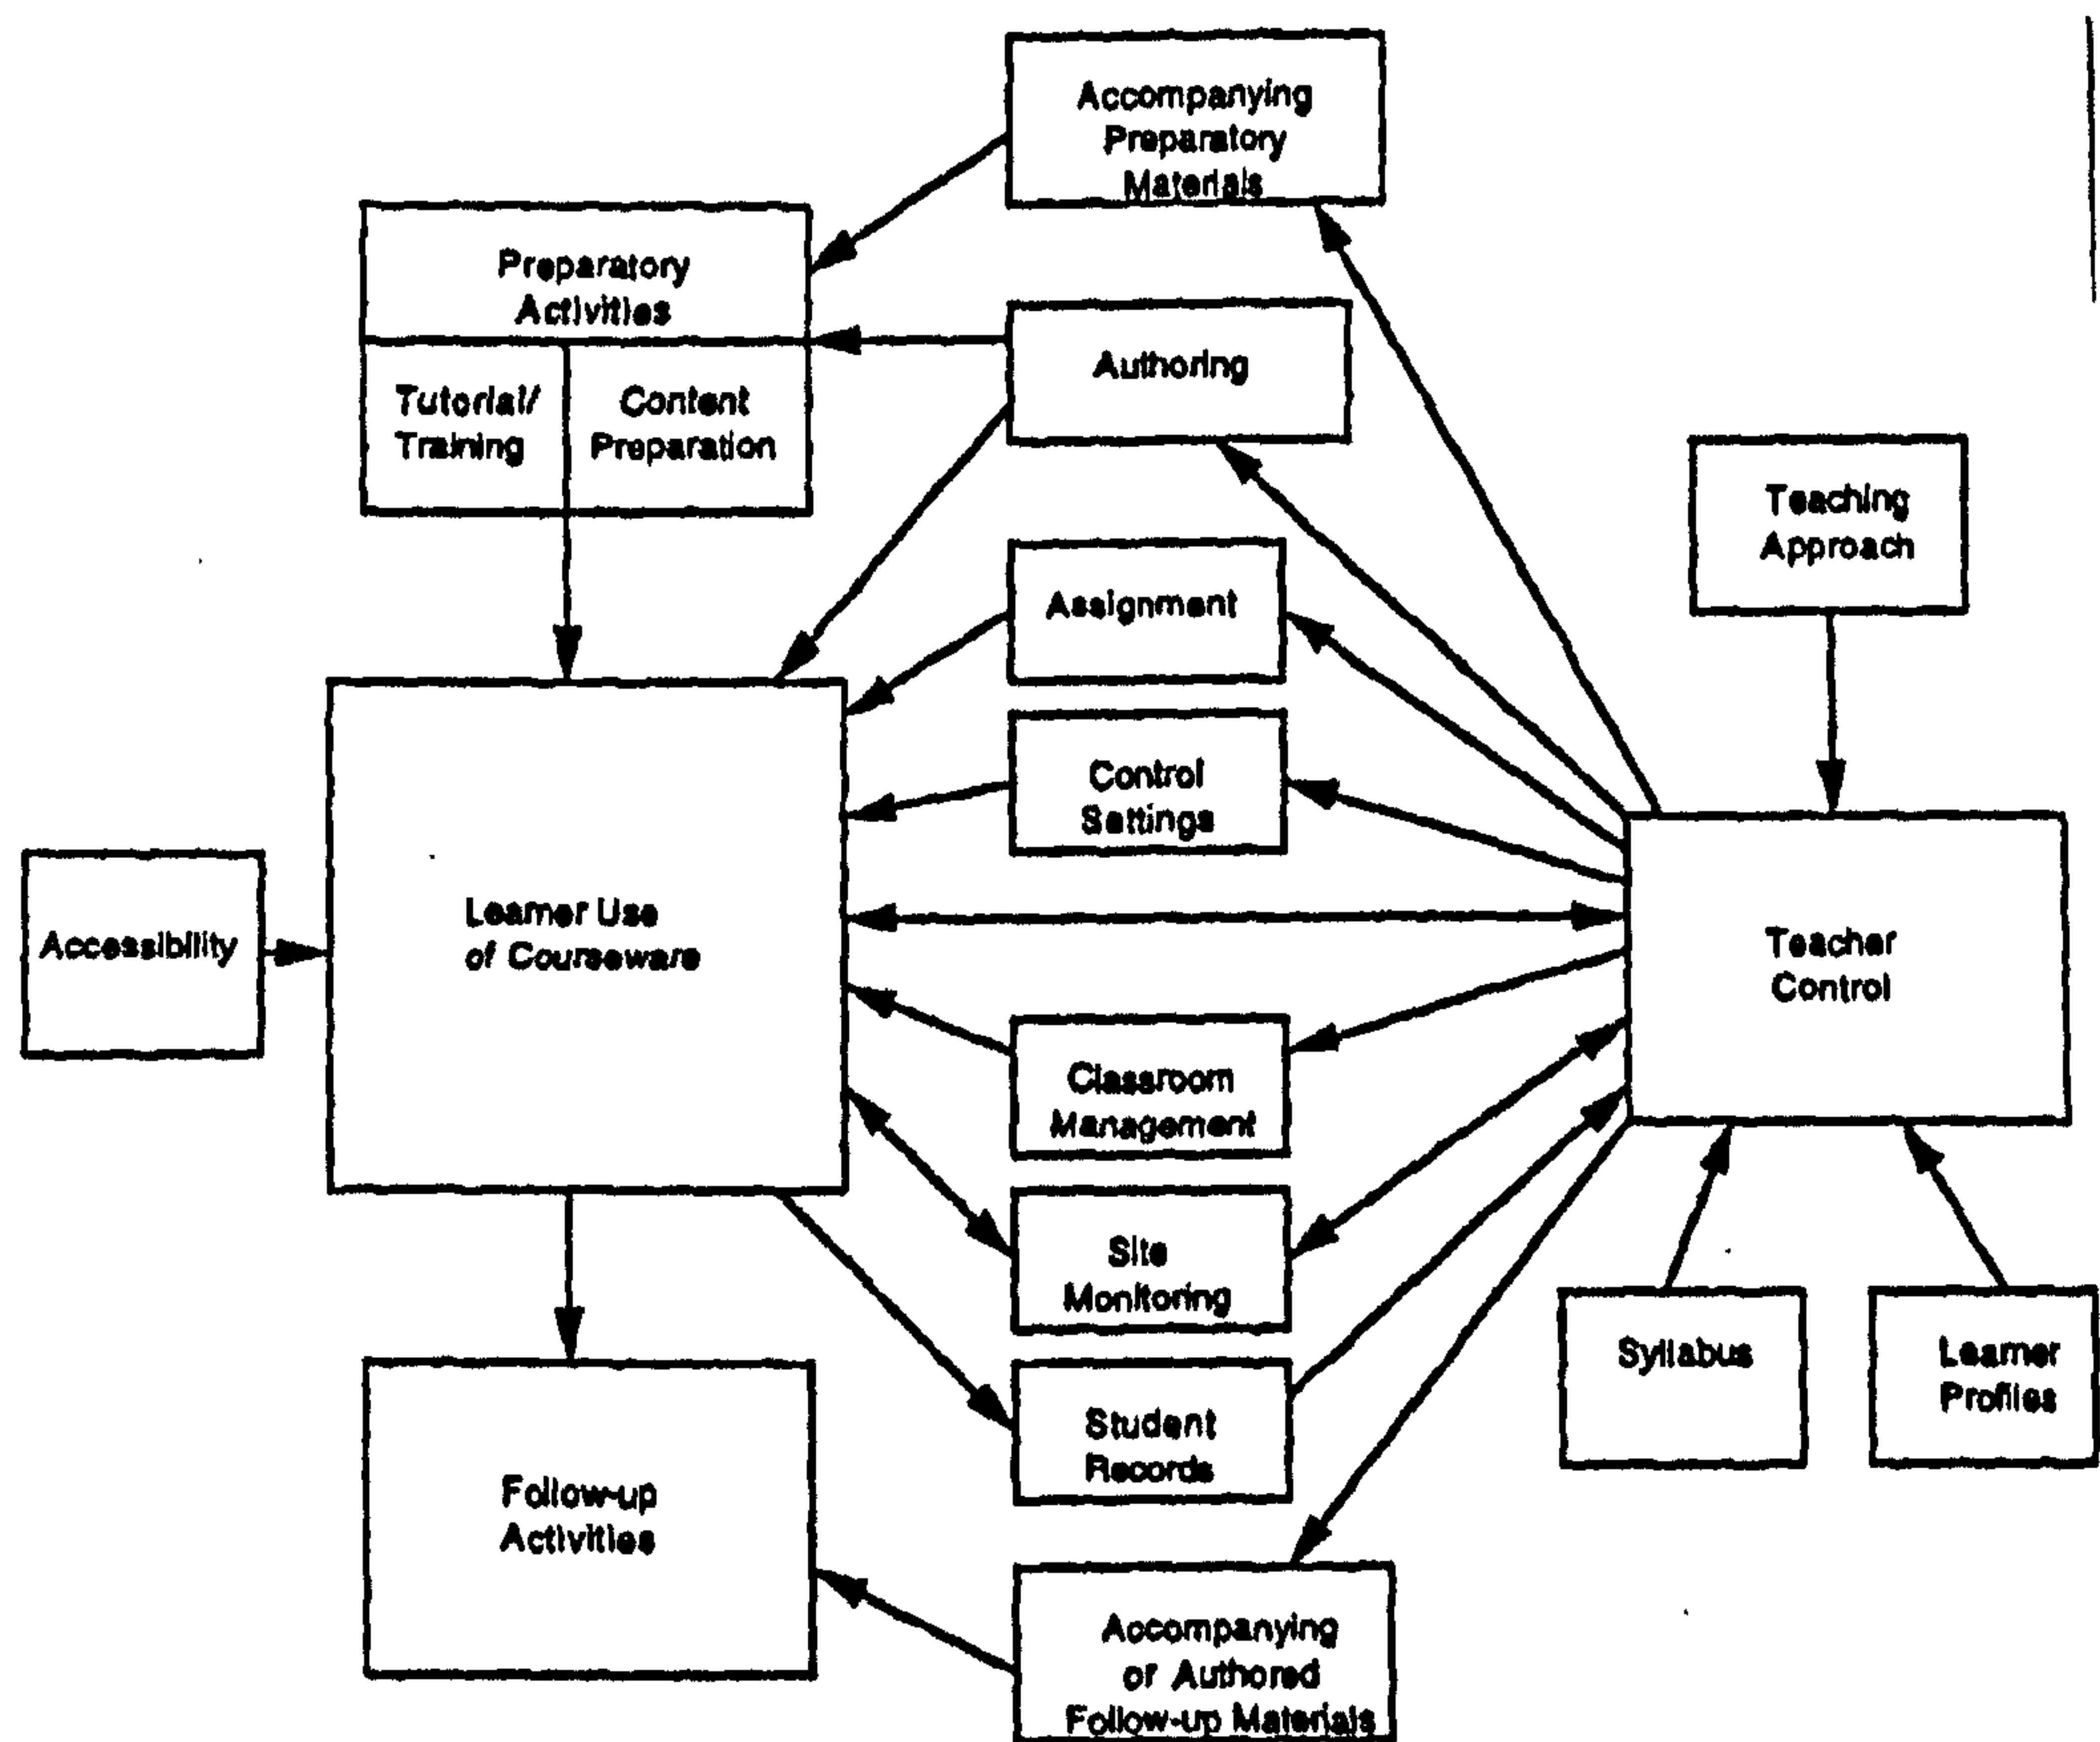 Accompanying
Preparatory
Materials
Preparatory
Activities
Tutorial/
Training
Content
Preparation
Authoring
Teaching
Approach
Assignment
Control
Settings
Accessibility
Learner Use
of Courseware
Teacher
Control
Classroom
Management
Site
Monitoring
Syllabus
Learner
Profiles
Student
Records
Follow-up
Activities
Accompanying
or Authored
Follow-up Materials